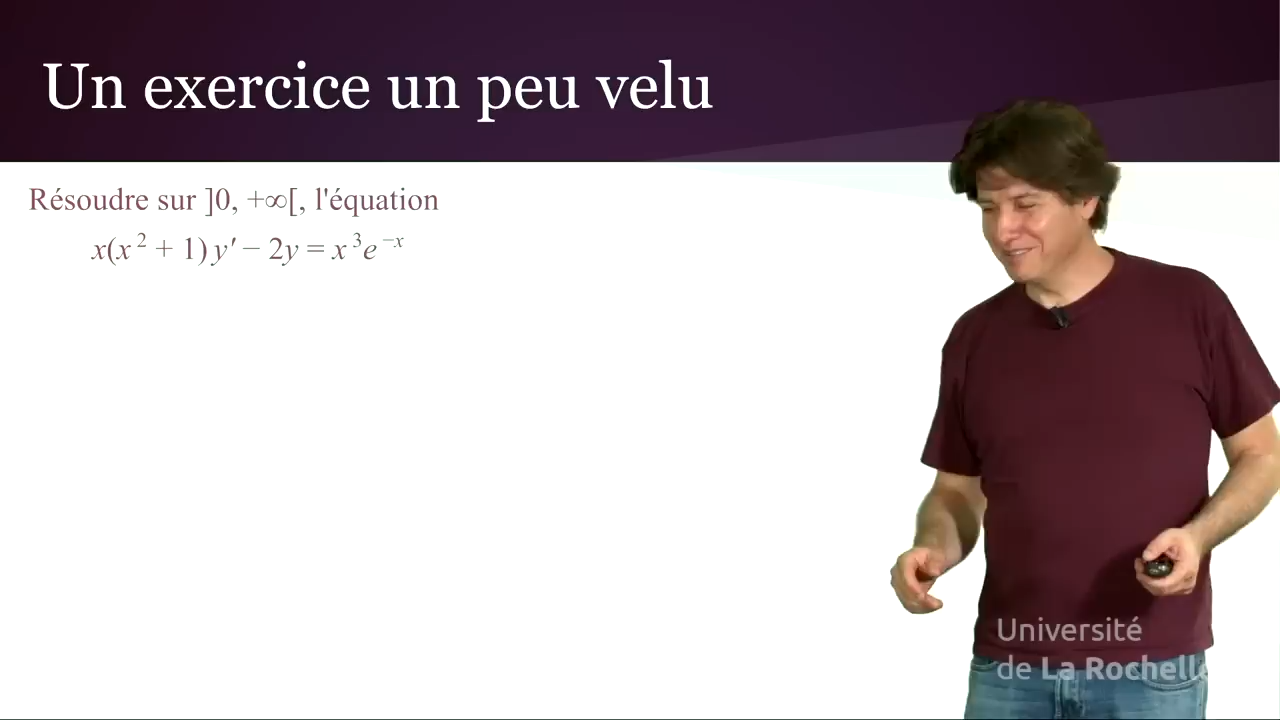 Un exercice un peu velu
Résoudre sur ]0, +∞[, l'équation
x(x² + 1) y′ − 2y = x³e⁻ˣ
Université
de La Rochelle